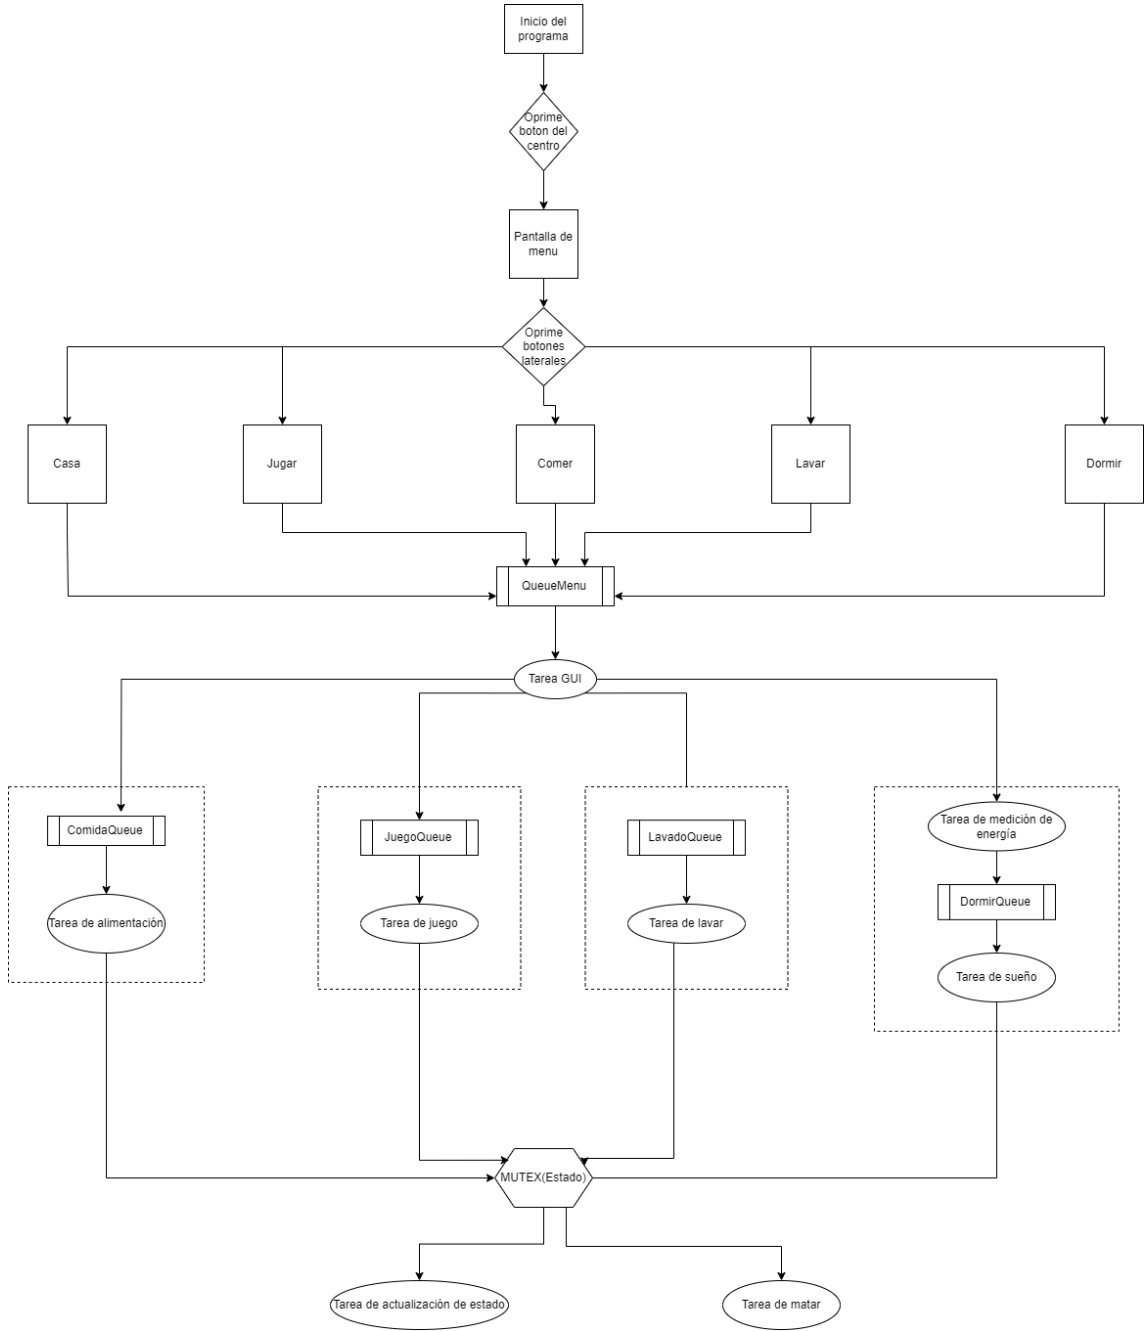 Inicio del
programa
Oprime
boton del
centro
Pantalla de
menu
Oprime
botones
laterales
Casa
Jugar
Comer
Lavar
Dormir
QueueMenu
Tarea GUI
ComidaQueue
JuegoQueue
LavadoQueue
Tarea de medición de
energía
DormirQueue
Tarea de alimentación
Tarea de juego
Tarea de lavar
Tarea de sueño
MUTEX(Estado)
Tarea de actualización de estado
Tarea de matar